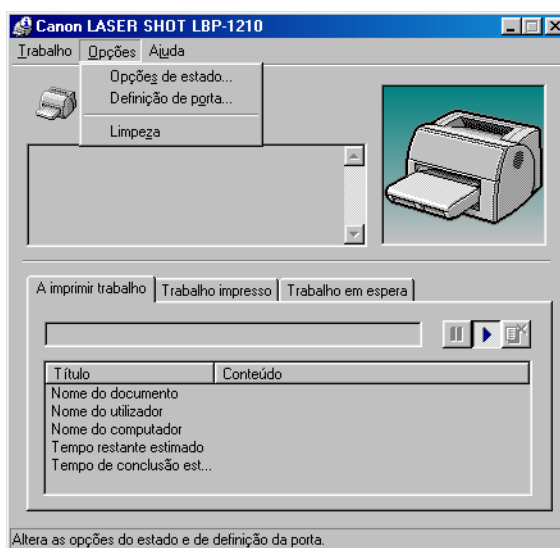 Canon LASER SHOT LBP-1210
Trabalho Opções Ajuda
Opções de estado...
Definição de porta...
Limpeza
A imprimir trabalho Trabalho impresso Trabalho em espera
Título Conteúdo
Nome do documento
Nome do utilizador
Nome do computador
Tempo restante estimado
Tempo de conclusão est...
Altera as opções do estado e de definição da porta.